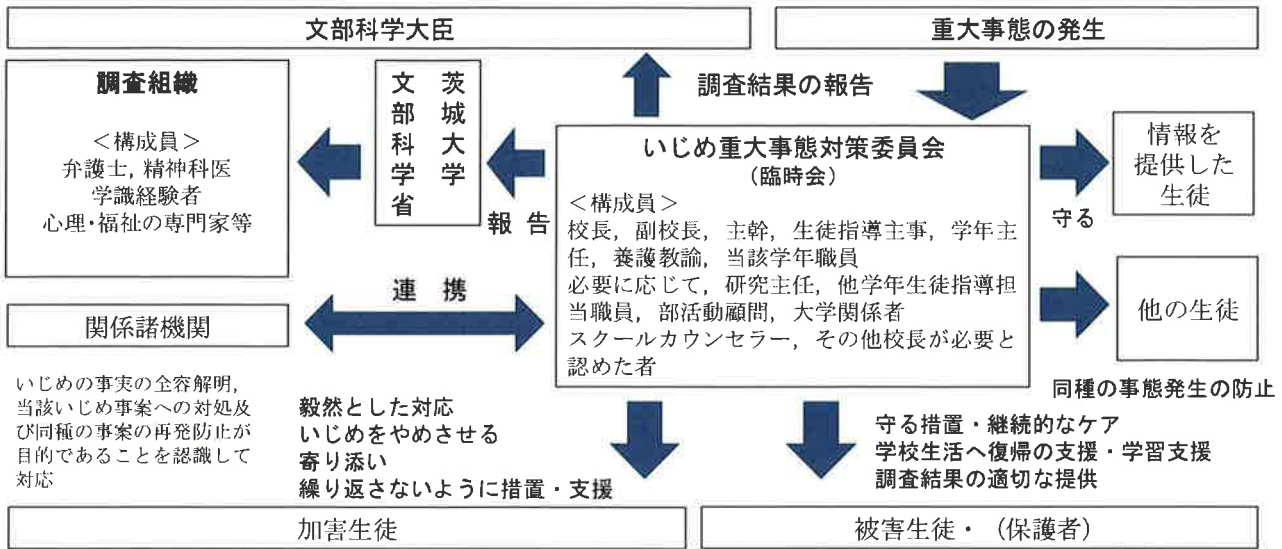 文部科学大臣
重大事態の発生
調査組織
＜構成員＞
弁護士，精神科医
学識経験者
心理・福祉の専門家等
茨城大学
文部科学省
調査結果の報告
報 告
いじめ重大事態対策委員会
（臨時会）
＜構成員＞
校長，副校長，主幹，生徒指導主事，学年主
任，養護教諭，当該学年職員
必要に応じて，研究主任，他学年生徒指導担
当職員，部活動顧問，大学関係者
スクールカウンセラー，その他校長が必要と
認めた者
情報を
提供した
生徒
守る
連 携
関係諸機関
他の生徒
同種の事態発生の防止
いじめの事実の全容解明，
当該いじめ事案への対処及
び同種の事案の再発防止が
目的であることを認識して
対応
毅然とした対応
いじめをやめさせる
寄り添い
繰り返さないように措置・支援
守る措置・継続的なケア
学校生活へ復帰の支援・学習支援
調査結果の適切な提供
加害生徒
被害生徒・（保護者）